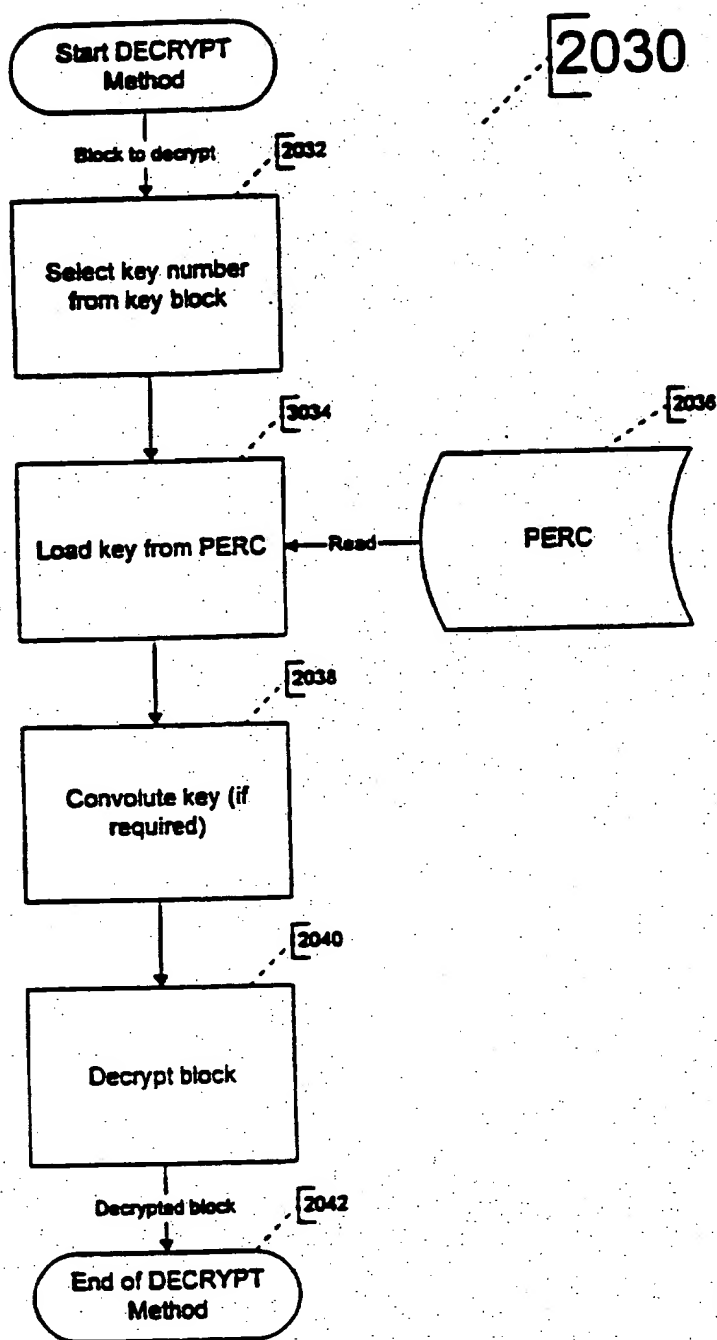 Start DECRYPT
Method
2030
Block to decrypt
2032
Select key number
from key block
3034
2036
Load key from PERC
Read
PERC
2038
Convolute key (if
required)
2040
Decrypt block
Decrypted block
2042
End of DECRYPT
Method